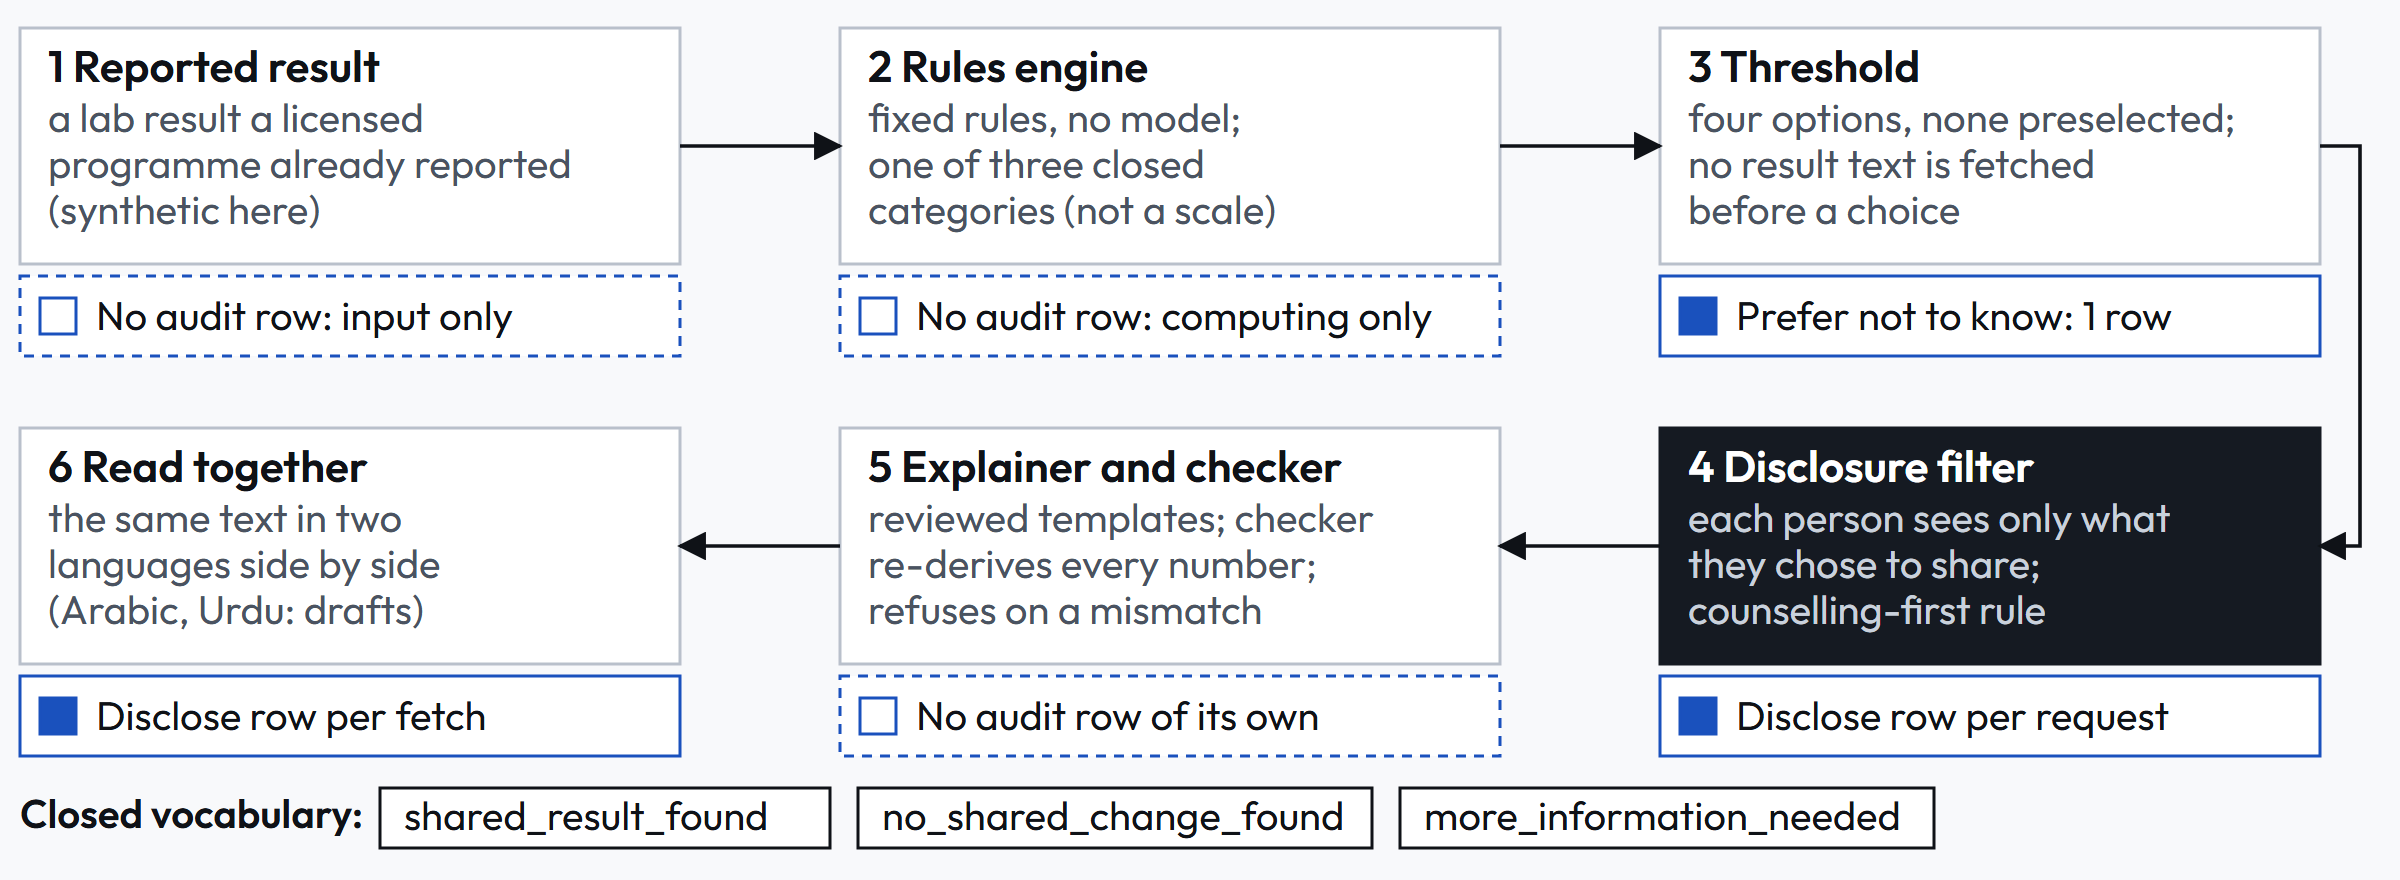 1 Reported result
a lab result a licensed
programme already reported
(synthetic here)
No audit row: input only
2 Rules engine
fixed rules, no model;
one of three closed
categories (not a scale)
No audit row: computing only
3 Threshold
four options, none preselected;
no result text is fetched
before a choice
Prefer not to know: 1 row
4 Disclosure filter
each person sees only what
they chose to share;
counselling-first rule
Disclose row per request
5 Explainer and checker
reviewed templates; checker
re-derives every number;
refuses on a mismatch
No audit row of its own
6 Read together
the same text in two
languages side by side
(Arabic, Urdu: drafts)
Disclose row per fetch
Closed vocabulary:
shared_result_found
no_shared_change_found
more_information_needed